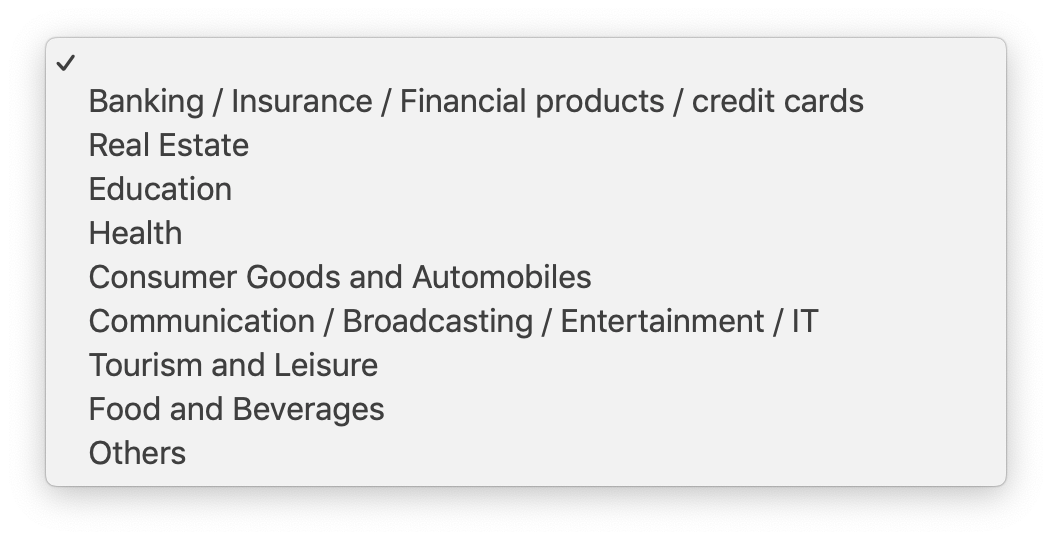 Banking / Insurance / Financial products / credit cards
Real Estate
Education
Health
Consumer Goods and Automobiles
Communication / Broadcasting / Entertainment / IT
Tourism and Leisure
Food and Beverages
Others